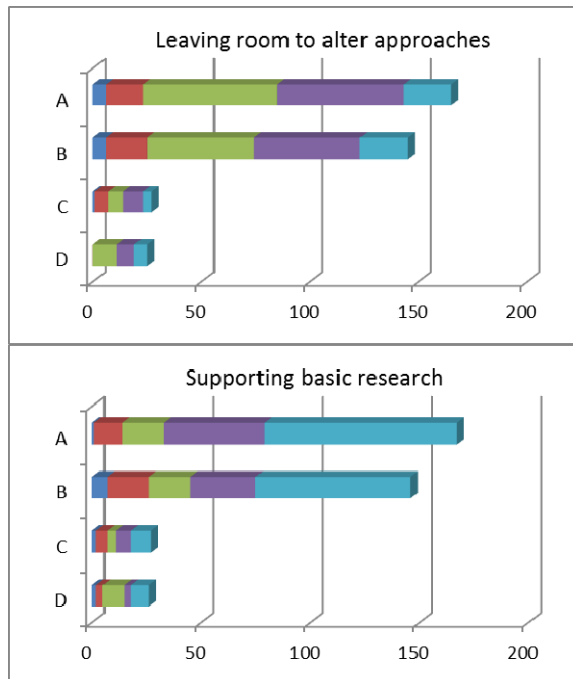 Leaving room to alter approaches
A
B
C
D
0 50 100 150 200
Supporting basic research
A
B
C
D
0 50 100 150 200